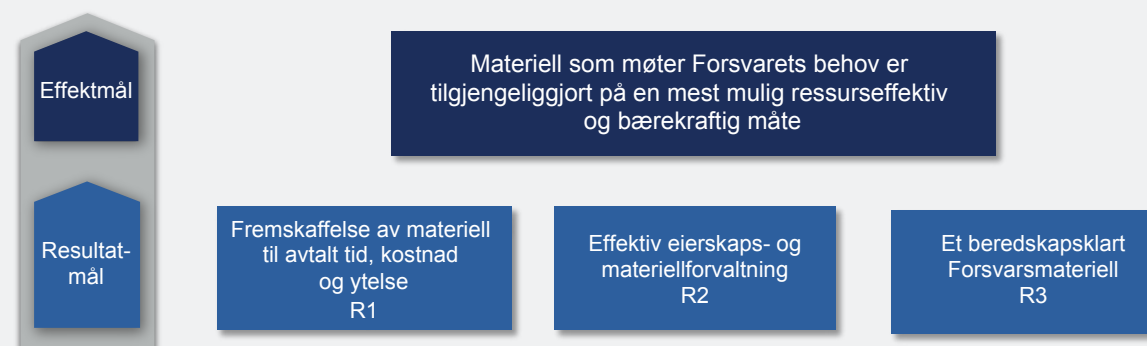 Effektmål
Materiell som møter Forsvarets behov er
tilgjengeliggjort på en mest mulig ressurseffektiv
og bærekraftig måte
Resultat-
mål
Fremskaffelse av materiell
til avtalt tid, kostnad
og ytelse
R1
Effektiv eierskaps- og
materiellforvaltning
R2
Et beredskapsklart
Forsvarsmateriell
R3